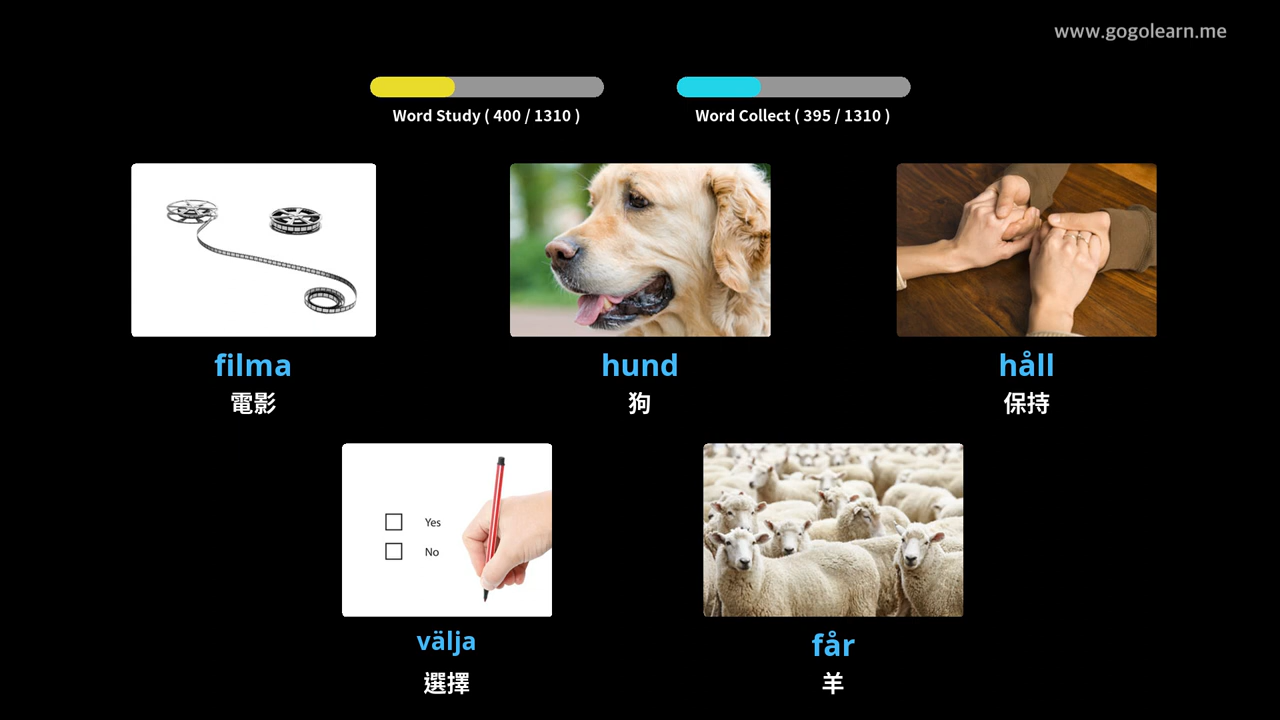 www.gogolearn.me
Word Study ( 400 / 1310 )
Word Collect ( 395 / 1310 )
filma
電影
hund
狗
håll
保持
Yes
No
välja
選擇
får
羊